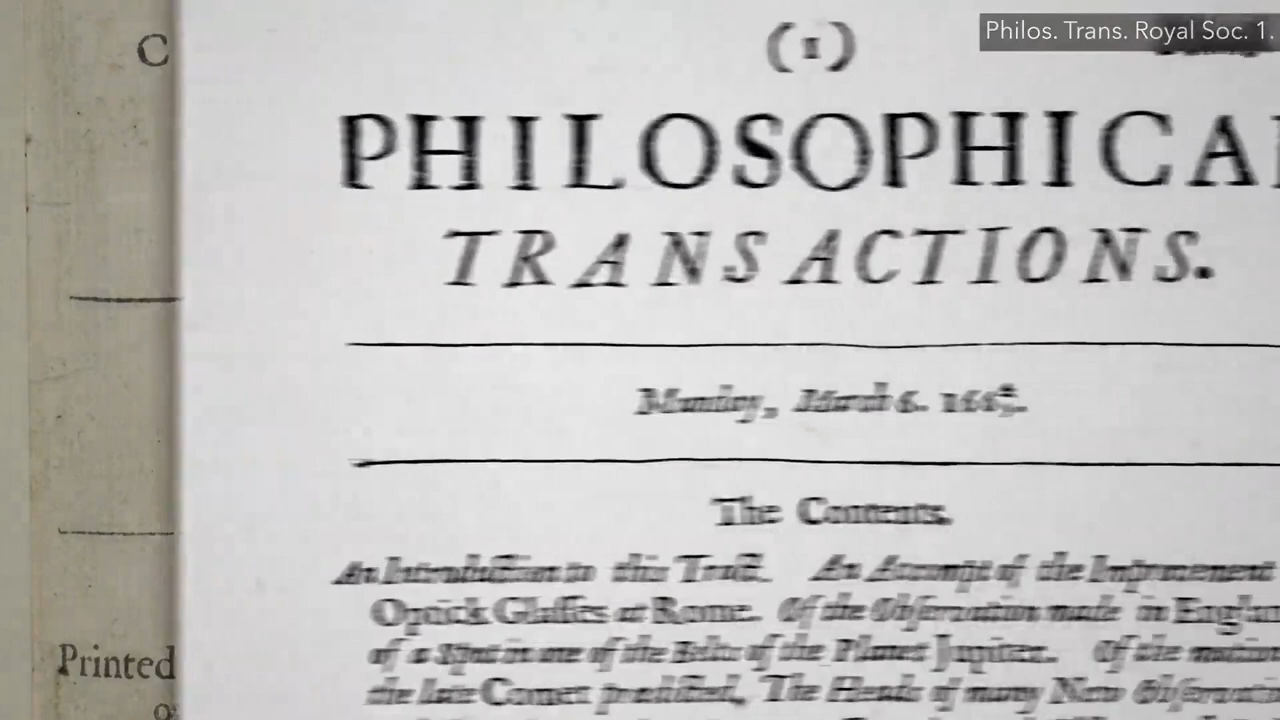 Philos. Trans. Royal Soc. 1.
C
(1)
PHILOSOPHICA
TRANSACTIONS.
Munday, March 6. 166
The Contents.
An Introduction to this Tract. An Accompt of the Improvement
Optick Glasses at Rome. Of the Observation made in Englan
of a Spot in one of the Belts of the Planet Jupiter. Of the motion
the late Comet predicted, The Heads of many New Observati
Printed